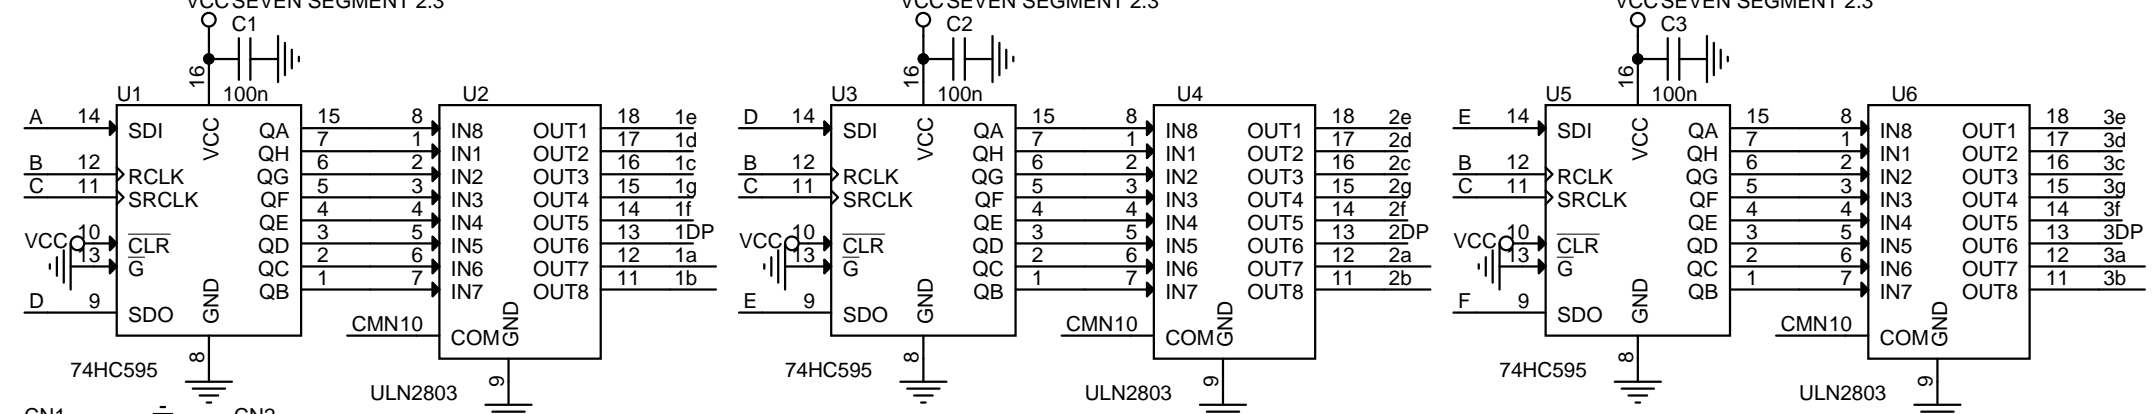 VCC SEVEN SEGMENT 2.3 VCC SEVEN SEGMENT 2.3 VCC SEVEN SEGMENT 2.3
C1 C2 C3
16 16 16
U1 100n U2 U3 100n U4 U5 100n U6
A 14 SDI VCC QA 15 8 IN8 OUT1 18 1e D 14 SDI VCC QA 15 8 IN8 OUT1 18 2e E 14 SDI VCC QA 15 8 IN8 OUT1 18 3e
QH 7 1 IN1 OUT2 17 1d QH 7 1 IN1 OUT2 17 2d QH 7 1 IN1 OUT2 17 3d
B 12 RCLK QG 6 2 IN2 OUT3 16 1c B 12 RCLK QG 6 2 IN2 OUT3 16 2c B 12 RCLK QG 6 2 IN2 OUT3 16 3c
C 11 SRCLK QF 5 3 IN3 OUT4 15 1g C 11 SRCLK QF 5 3 IN3 OUT4 15 2g C 11 SRCLK QF 5 3 IN3 OUT4 15 3g
QE 4 4 IN4 OUT5 14 1f QE 4 4 IN4 OUT5 14 2f QE 4 4 IN4 OUT5 14 3f
VCC 10 CLR QD 3 5 IN5 OUT6 13 1DP VCC 10 CLR QD 3 5 IN5 OUT6 13 2DP VCC 10 CLR QD 3 5 IN5 OUT6 13 3DP
13 G QC 2 6 IN6 OUT7 12 1a 13 G QC 2 6 IN6 OUT7 12 2a 13 G QC 2 6 IN6 OUT7 12 3a
QB 1 7 IN7 OUT8 11 1b QB 1 7 IN7 OUT8 11 2b QB 1 7 IN7 OUT8 11 3b
D 9 SDO GND E 9 SDO GND F 9 SDO GND
CMN 10 COM GND CMN 10 COM GND CMN 10 COM GND
74HC595 8 74HC595 8 74HC595 8
ULN2803 9 ULN2803 9 ULN2803 9
CN1 CN2